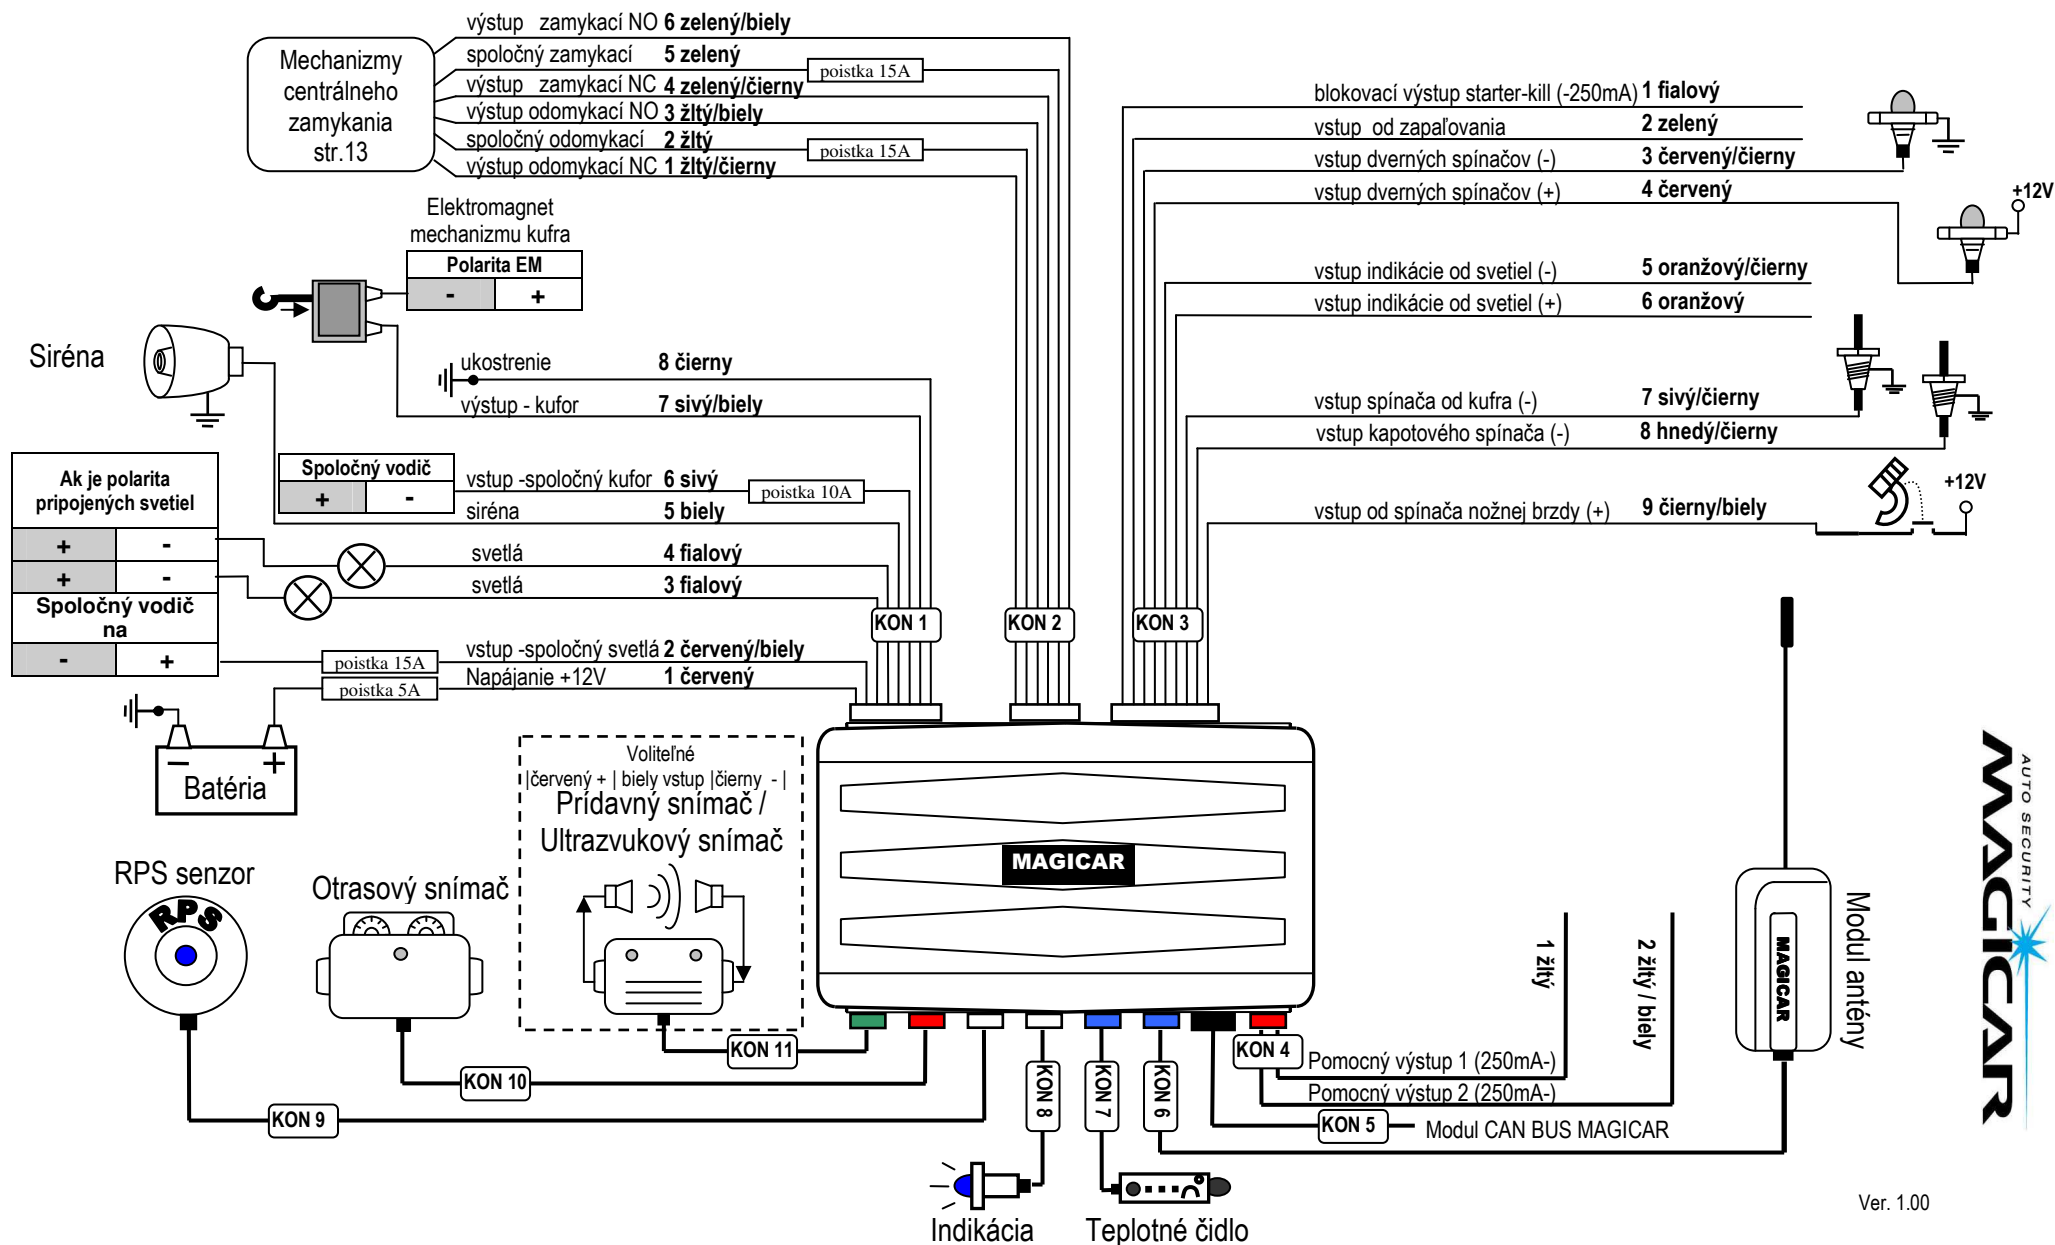 výstup zamykací NO 6 zelený/biely
spoločný zamykací 5 zelený
poistka 15A
výstup zamykací NC 4 zelený/čierny
výstup odomykací NO 3 žltý/biely
spoločný odomykací 2 žltý
poistka 15A
výstup odomykací NC 1 žltý/čierny
Mechanizmy
centrálneho
zamykania
str.13
Elektromagnet
mechanizmu kufra
Polarita EM
- +
Siréna
ukostrenie 8 čierny
výstup - kufor 7 sivý/biely
Spoločný vodič
+ -
vstup -spoločný kufor 6 sivý
poistka 10A
siréna 5 biely
svetlá 4 fialový
svetlá 3 fialový
Ak je polarita
pripojených svetiel
+ -
+ -
Spoločný vodič
na
- +
vstup -spoločný svetlá 2 červený/biely
poistka 15A
Napájanie +12V 1 červený
poistka 5A
KON 1
KON 2
KON 3
blokovací výstup starter-kill (-250mA) 1 fialový
vstup od zapaľovania 2 zelený
vstup dverných spínačov (-) 3 červený/čierny
vstup dverných spínačov (+) 4 červený
+12V
vstup indikácie od svetiel (-) 5 oranžový/čierny
vstup indikácie od svetiel (+) 6 oranžový
vstup spínača od kufra (-) 7 sivý/čierny
vstup kapotového spínača (-) 8 hnedý/čierny
vstup od spínača nožnej brzdy (+) 9 čierny/biely
+12V
− +
Batéria
Voliteľné
|červený + | biely vstup |čierny - |
Prídavný snímač /
Ultrazvukový snímač
MAGICAR
RPS senzor
RPS
Otrasový snímač
KON 11
KON 10
KON 9
KON 8
KON 7
KON 6
KON 4
KON 5
Pomocný výstup 1 (250mA-)
Pomocný výstup 2 (250mA-)
Modul CAN BUS MAGICAR
1 žltý
2 žltý / biely
MAGICAR
Modul antény
AUTO SECURITY
MAGICAR
Indikácia
Teplotné čidlo
Ver. 1.00